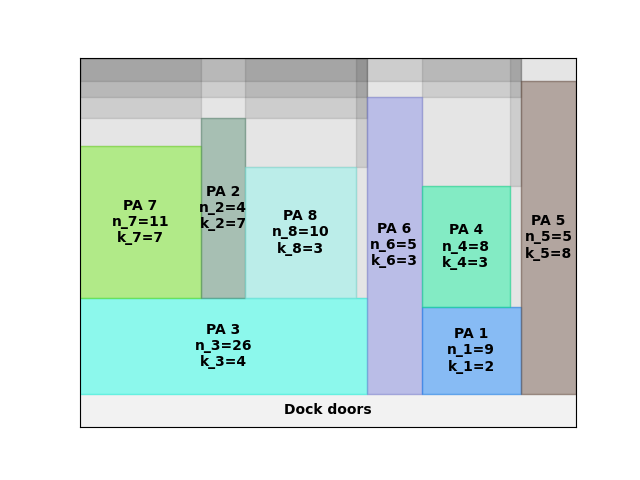 PA 7
n_7=11
k_7=7
PA 2
n_2=4
k_2=7
PA 8
n_8=10
k_8=3
PA 6
n_6=5
k_6=3
PA 4
n_4=8
k_4=3
PA 5
n_5=5
k_5=8
PA 3
n_3=26
k_3=4
PA 1
n_1=9
k_1=2
Dock doors